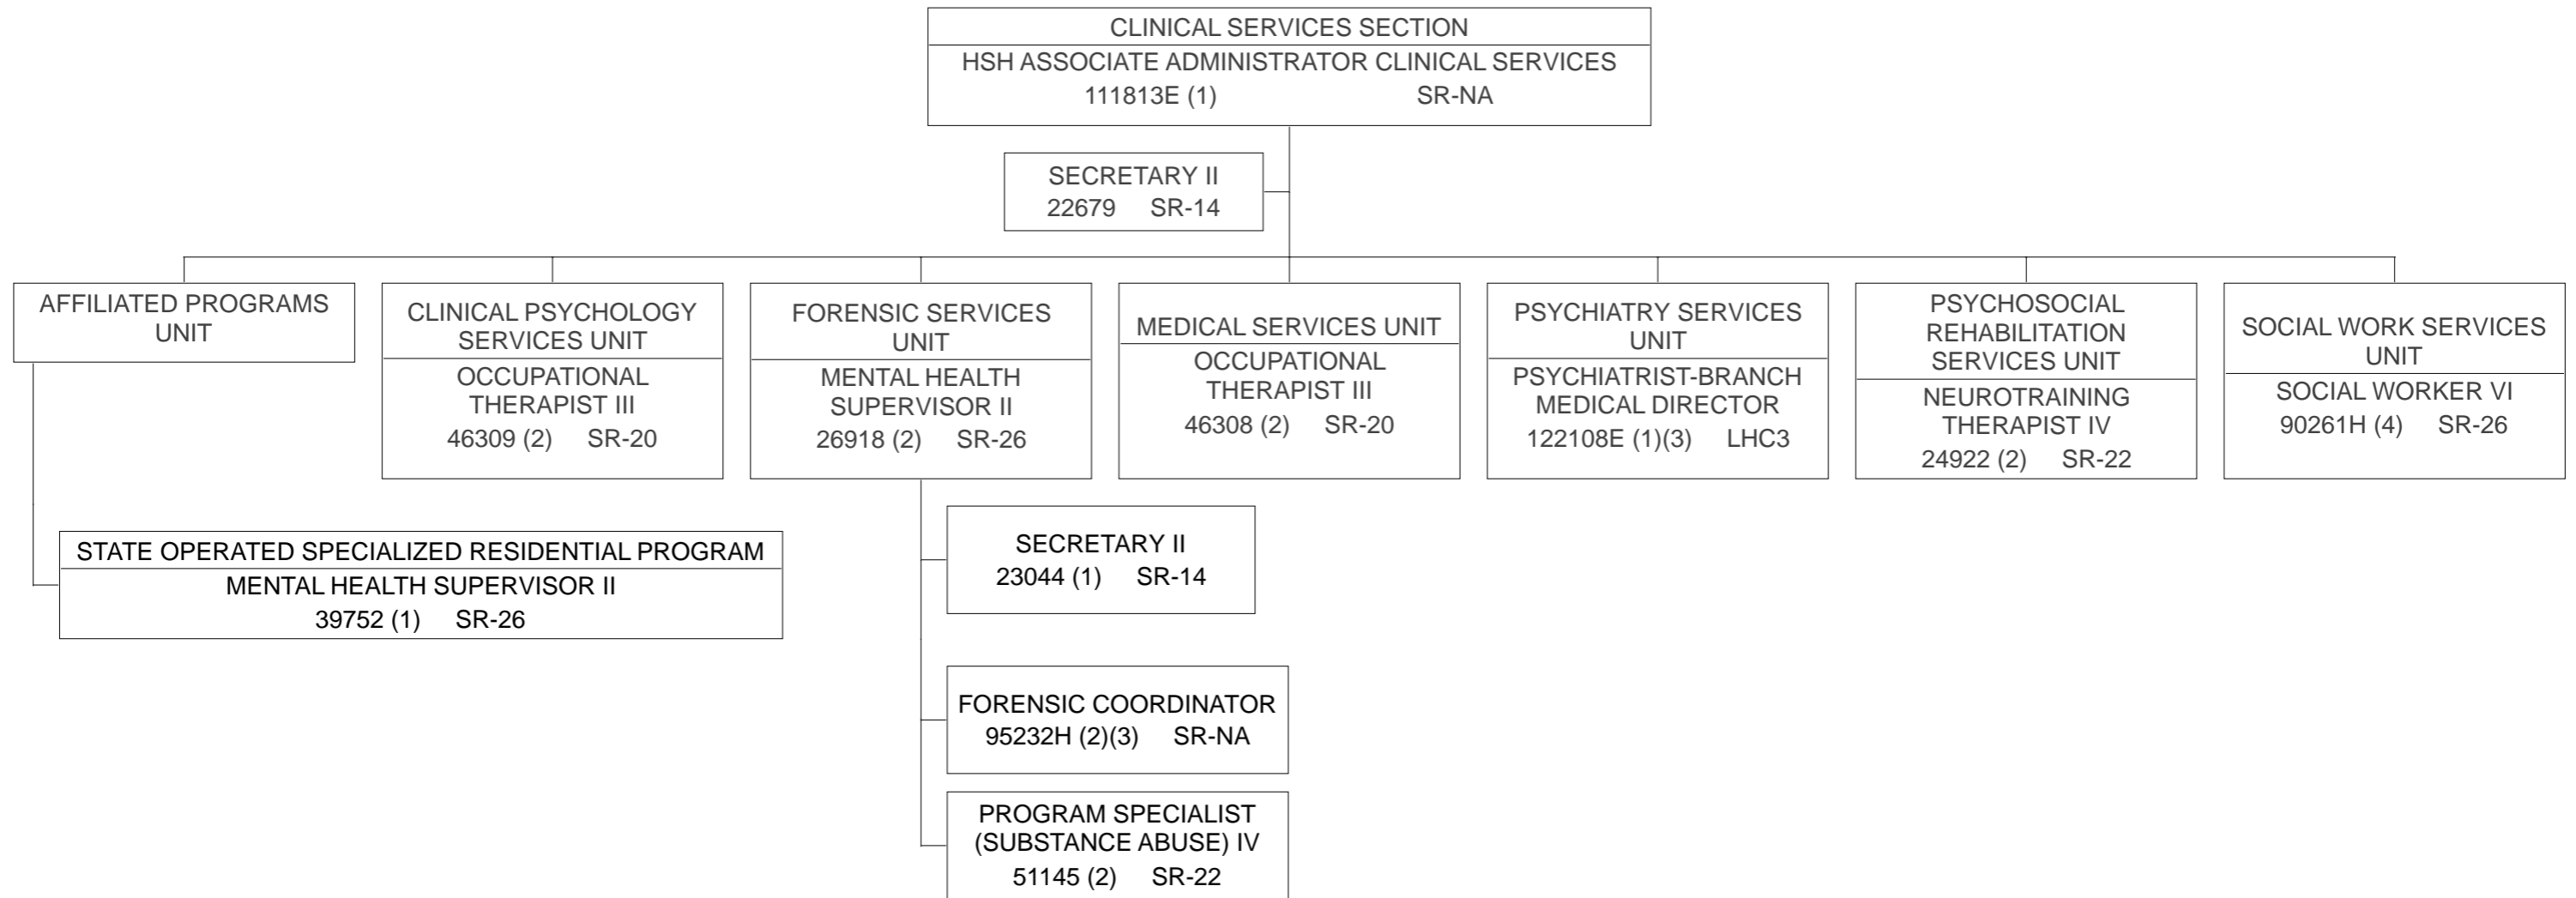 CLINICAL SERVICES SECTION
HSH ASSOCIATE ADMINISTRATOR CLINICAL SERVICES
111813E (1) SR-NA
SECRETARY II
22679 SR-14
AFFILIATED PROGRAMS
UNIT
CLINICAL PSYCHOLOGY
SERVICES UNIT
OCCUPATIONAL
THERAPIST III
46309 (2) SR-20
FORENSIC SERVICES
UNIT
MENTAL HEALTH
SUPERVISOR II
26918 (2) SR-26
MEDICAL SERVICES UNIT
OCCUPATIONAL
THERAPIST III
46308 (2) SR-20
PSYCHIATRY SERVICES
UNIT
PSYCHIATRIST-BRANCH
MEDICAL DIRECTOR
122108E (1)(3) LHC3
PSYCHOSOCIAL
REHABILITATION
SERVICES UNIT
NEUROTRAINING
THERAPIST IV
24922 (2) SR-22
SOCIAL WORK SERVICES
UNIT
SOCIAL WORKER VI
90261H (4) SR-26
STATE OPERATED SPECIALIZED RESIDENTIAL PROGRAM
MENTAL HEALTH SUPERVISOR II
39752 (1) SR-26
SECRETARY II
23044 (1) SR-14
FORENSIC COORDINATOR
95232H (2)(3) SR-NA
PROGRAM SPECIALIST
(SUBSTANCE ABUSE) IV
51145 (2) SR-22